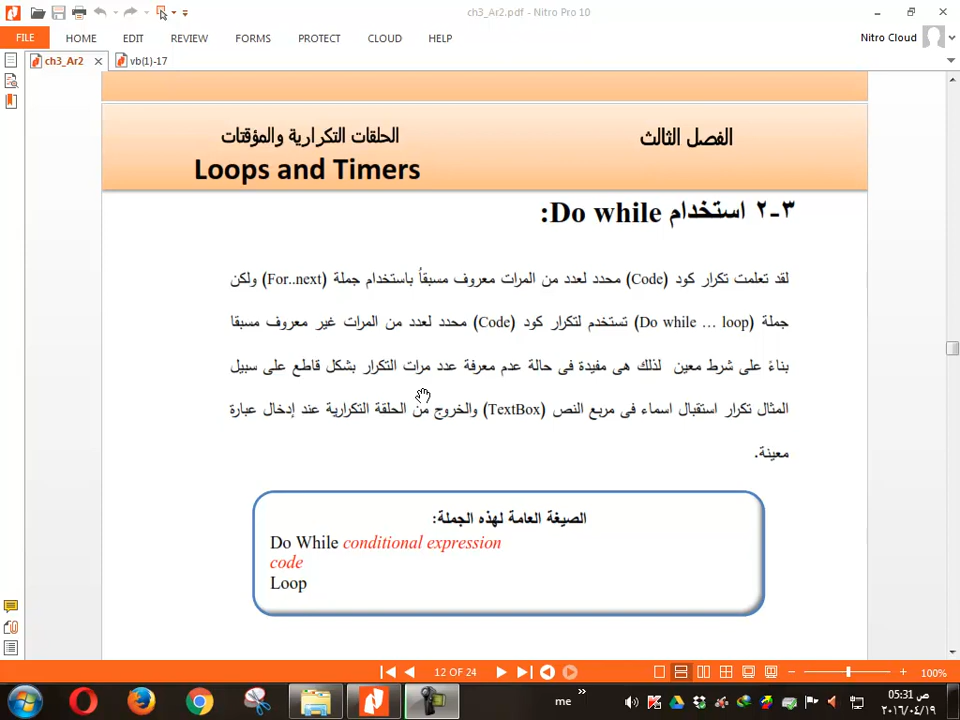 ch3_Ar2.pdf - Nitro Pro 10
FILE HOME EDIT REVIEW FORMS PROTECT CLOUD HELP Nitro Cloud
ch3_Ar2 vb(1)-17
الفصل الثالث الحلقات التكرارية والمؤقتات
Loops and Timers
٣-٢ استخدام Do while:
لقد تعلمت تكرار كود (Code) محدد لعدد من المرات معروف مسبقاً باستخدام جملة (For..next) ولكن
جملة (Do while … loop) تستخدم لتكرار كود (Code) محدد لعدد من المرات غير معروف مسبقا
بناءً على شرط معين لذلك هى مفيدة فى حالة عدم معرفة عدد مرات التكرار بشكل قاطع على سبيل
المثال تكرار استقبال اسماء فى مربع النص (TextBox) والخروج من الحلقة التكرارية عند إدخال عبارة
معينة.
الصيغة العامة لهذه الجملة:
Do While conditional expression
code
Loop
12 OF 24 100%
me » 05:31 ص
٢٠١٦/٠٤/١٩